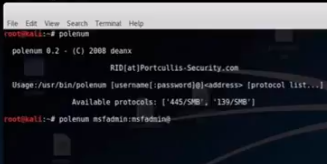 File Edit View Search Terminal Help
root@kali:~# polenum
polenum 0.2 - (C) 2008 deanx
RID[at]Portcullis-Security.com
Usage:/usr/bin/polenum [username[:password]@]<address> [protocol list...]
Available protocols: ['445/SMB', '139/SMB']
root@kali:~# polenum msfadmin:msfadmin@